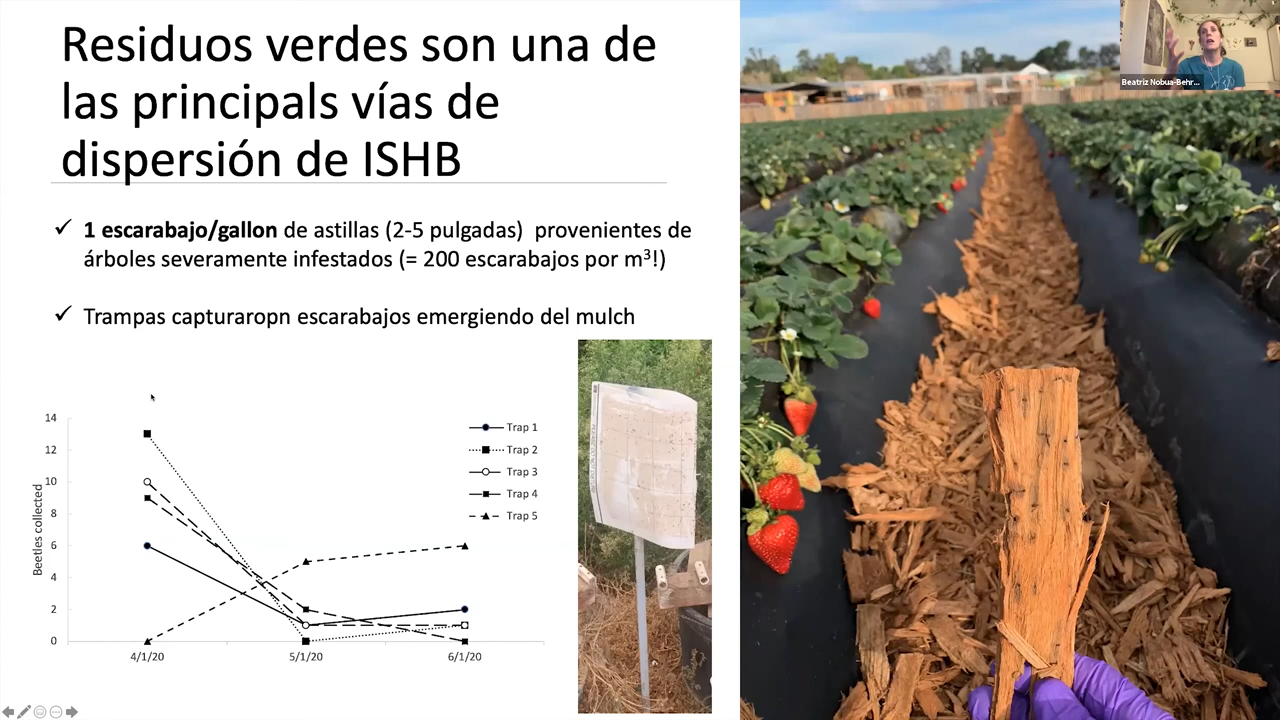 Residuos verdes son una de
las principals vías de
dispersión de ISHB
Beatriz Nobua-Behr...
✓ 1 escarabajo/gallon de astillas (2-5 pulgadas) provenientes de
árboles severamente infestados (= 200 escarabajos por m³!)
✓ Trampas capturaropn escarabajos emergiendo del mulch
Beetles collected
14
12
10
8
6
4
2
0
4/1/20 5/1/20 6/1/20
Trap 1
Trap 2
Trap 3
Trap 4
Trap 5